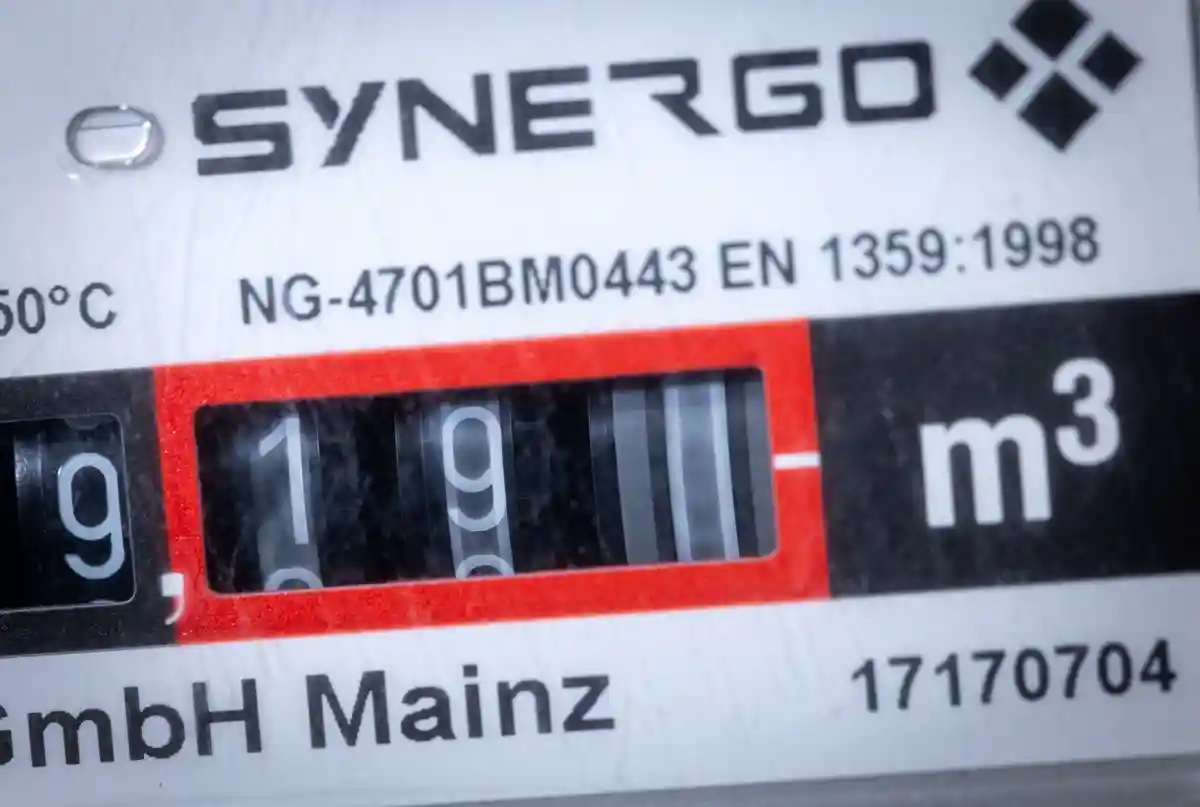 SYNERGO
50°C NG-4701BM0443 EN 1359:1998
9,19 m³
GmbH Mainz 17170704